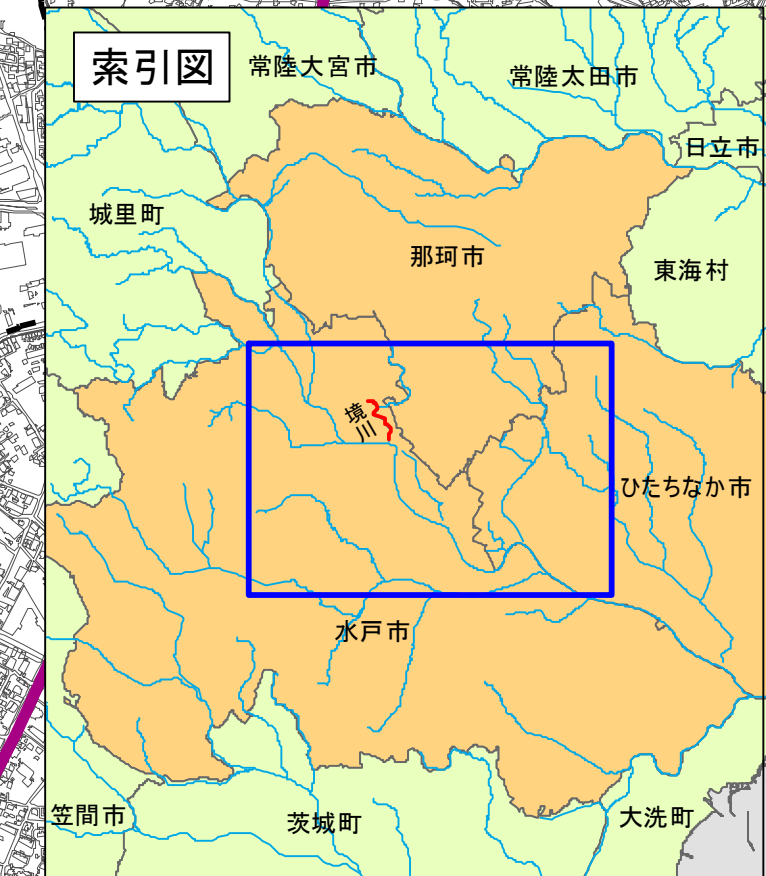 索引図
常陸大宮市
常陸太田市
日立市
城里町
那珂市
東海村
境川
ひたちなか市
水戸市
笠間市
茨城町
大洗町